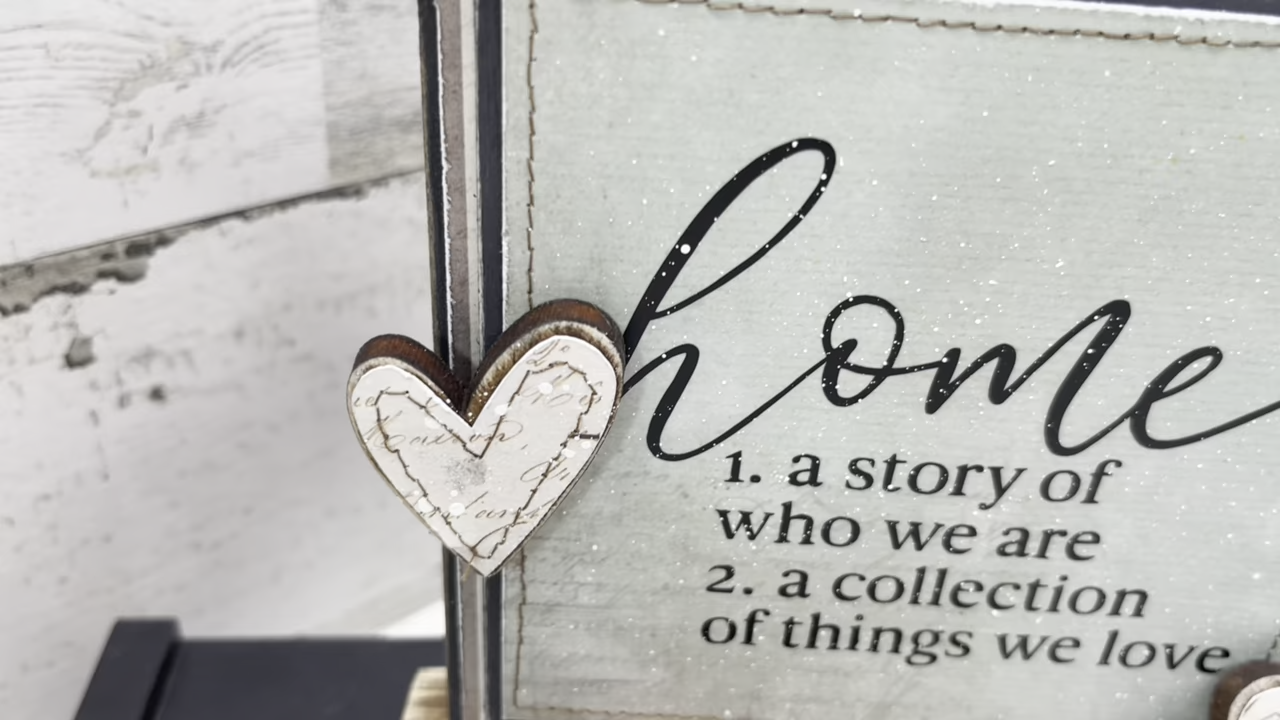 home
1. a story of
who we are
2. a collection
of things we love